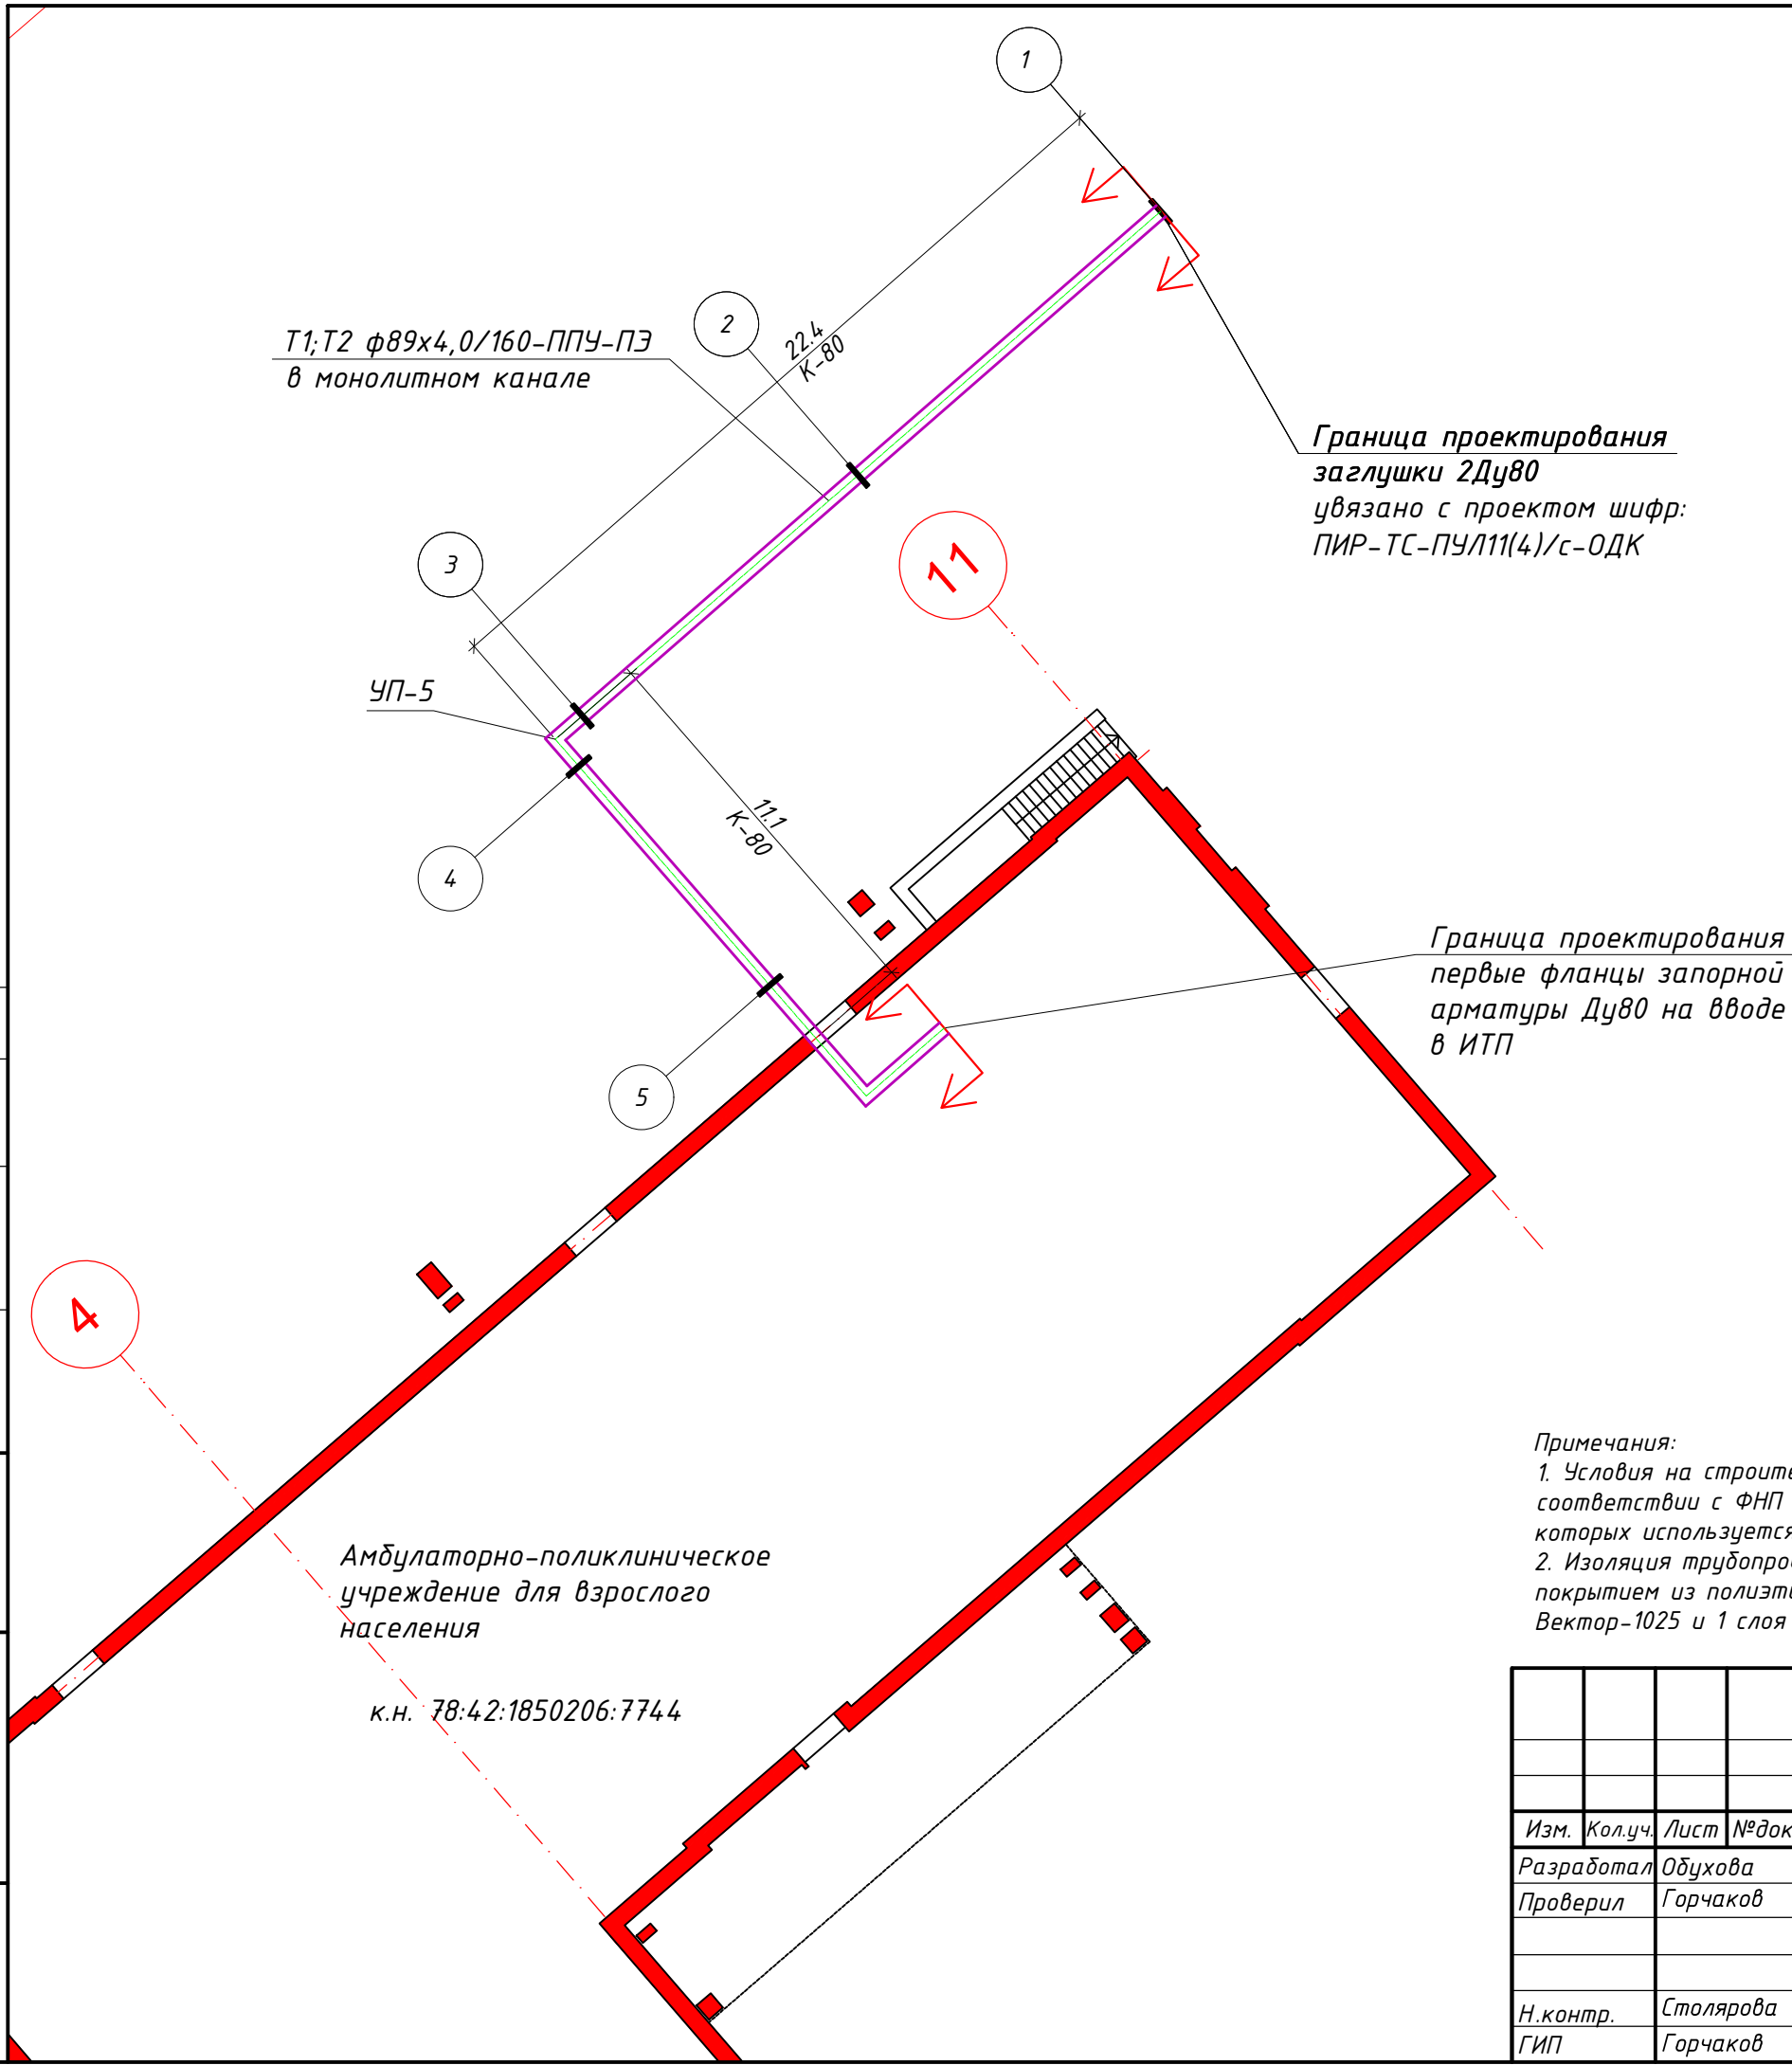 1
2
22.4
К-80
Т1;Т2 ф89х4,0/160-ППУ-ПЭ
в монолитном канале
Граница проектирования
заглушки 2Ду80
увязано с проектом шифр:
ПИР-ТС-ПУЛ11(4)/с-ОДК
3
11
УП-5
11.1
К-80
4
Граница проектирования
первые фланцы запорной
арматуры Ду80 на вводе
в ИТП
5
4
Примечания:
1. Условия на
соответствии с ФНП
которых используется
2. Изоляция
покрытием из
Вектор-1025 и 1 слоя
Амбулаторно-поликлиническое
учреждение для взрослого
населения
к.н. 78:42:1850206:7744
Изм. Кол.уч. Лист №док
Разработал Обухова
Проверил Горчаков
Н.контр. Столярова
ГИП Горчаков